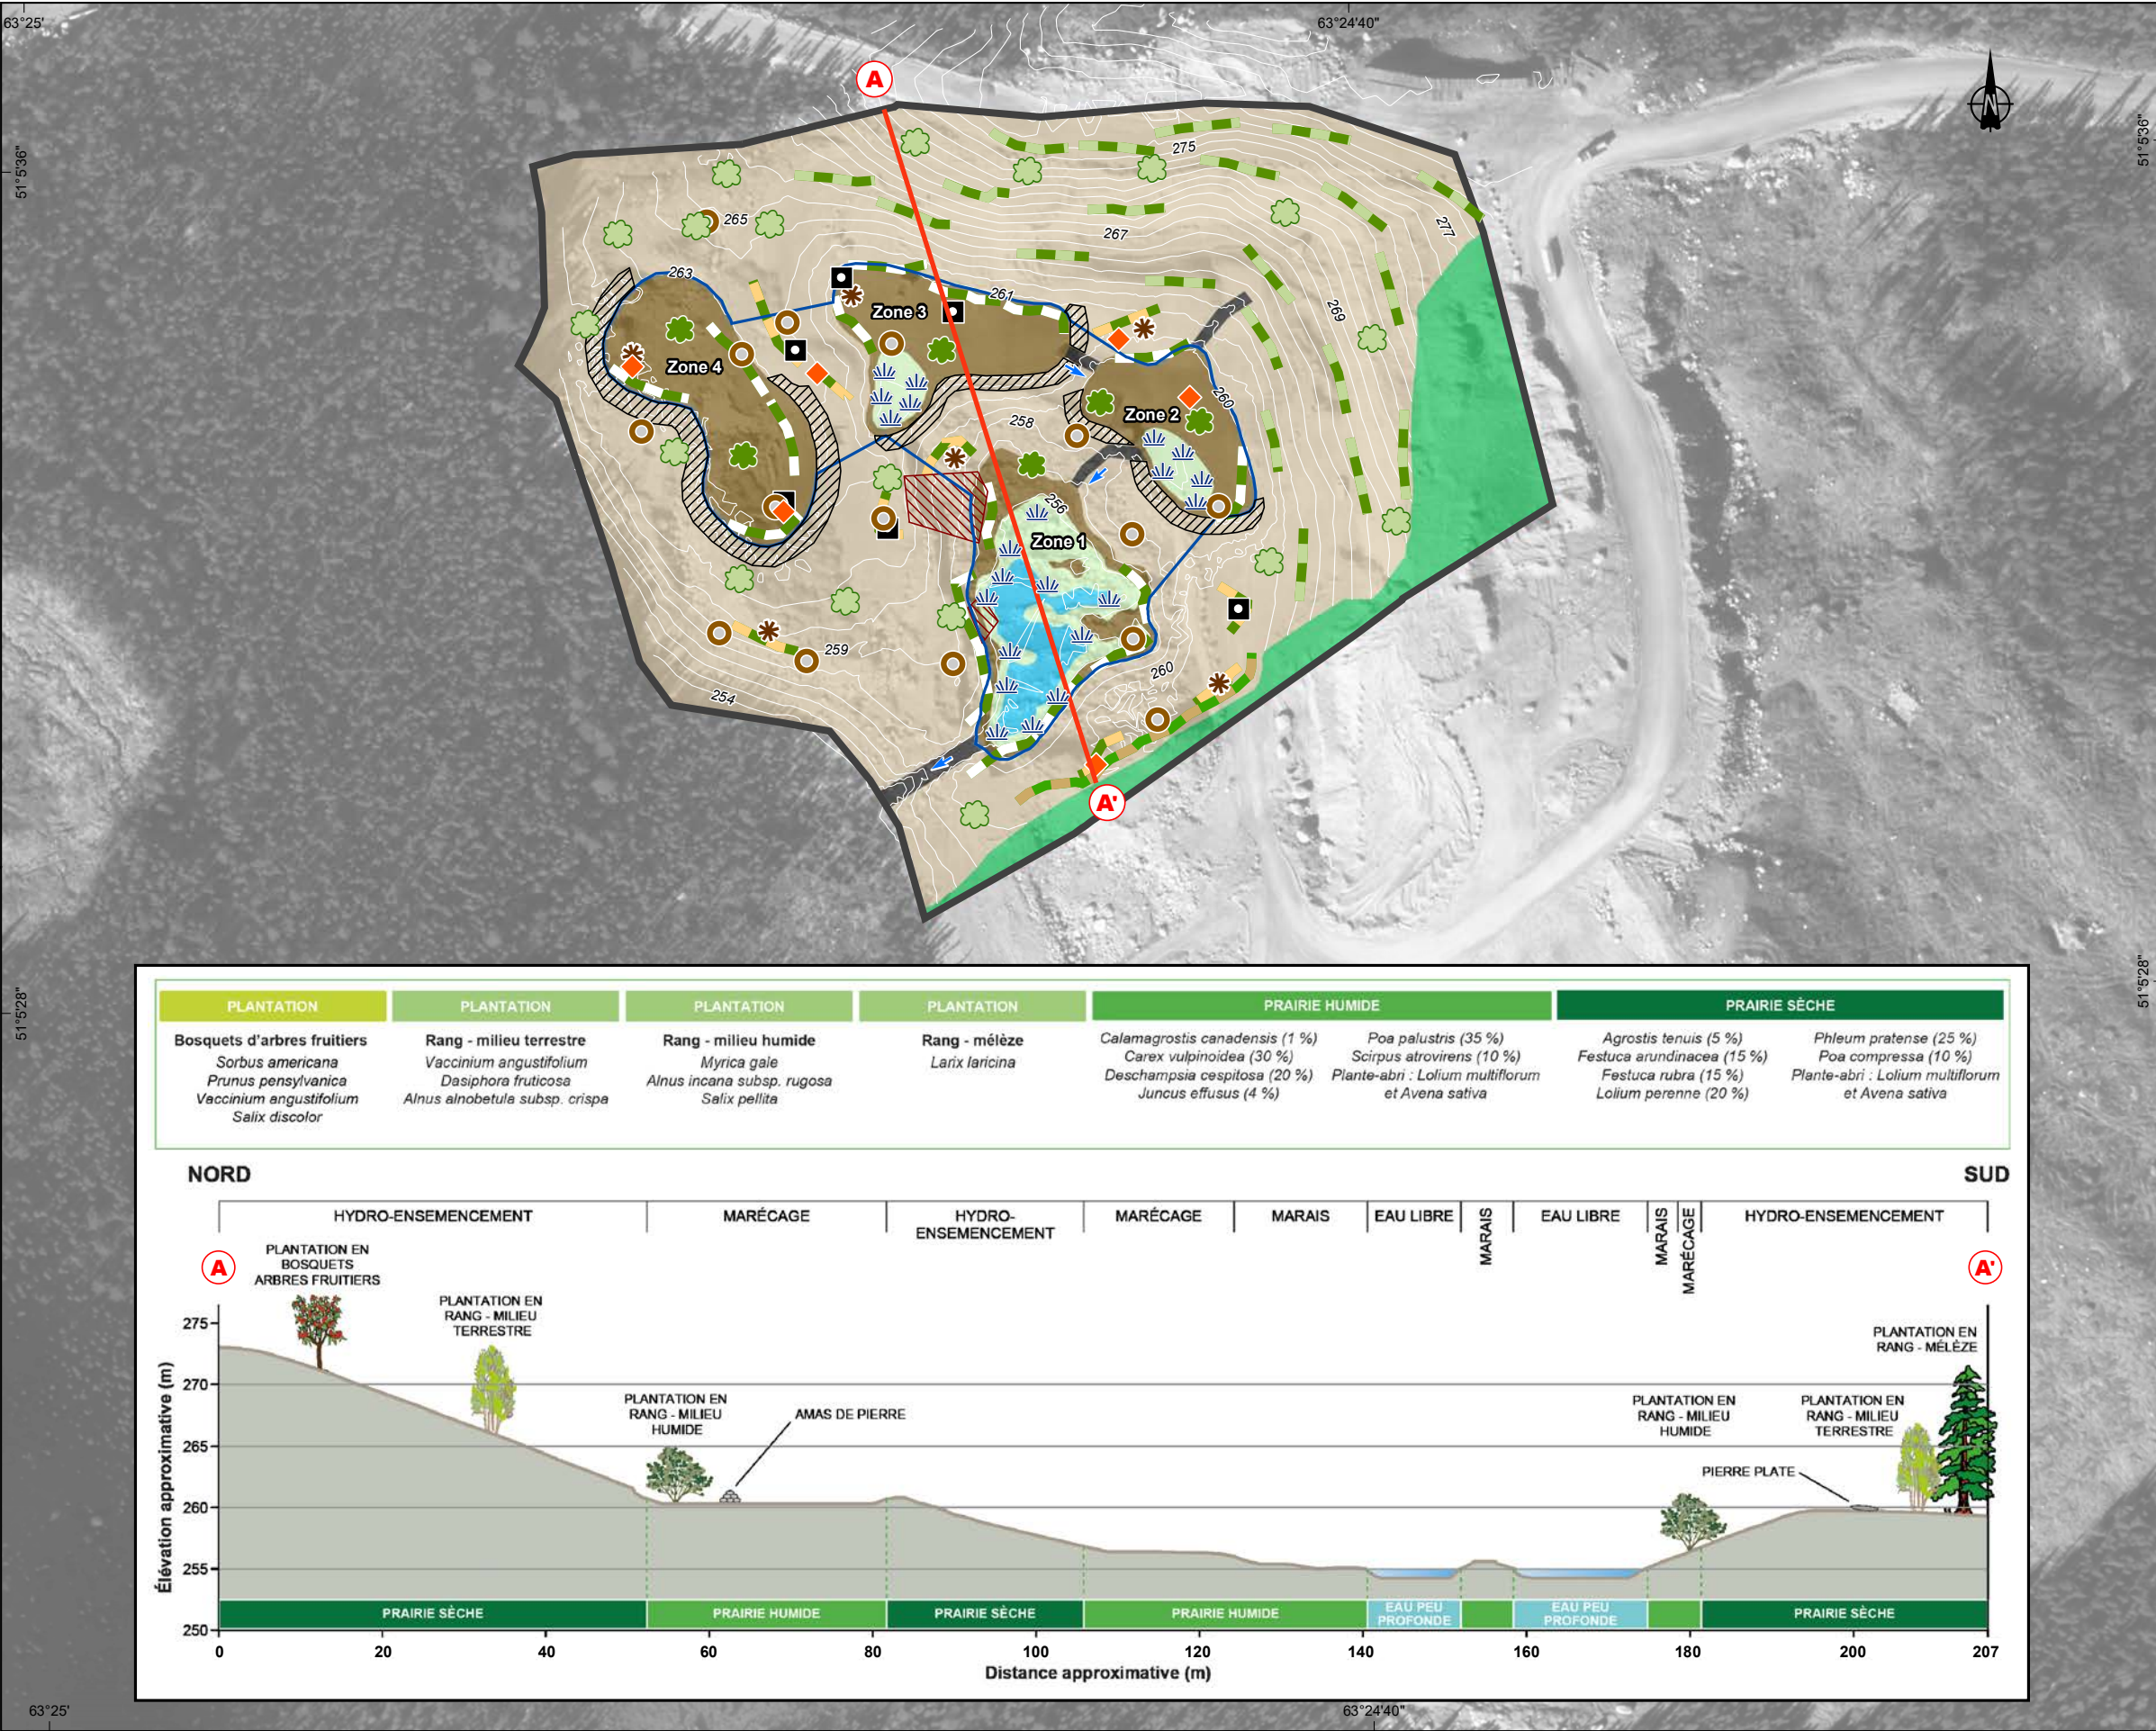 63°25'
63°24'40"
51°5'36"
51°5'36"
A
N
275
277
265
267
263
261
269
Zone 3
Zone 4
Zone 2
260
258
256
Zone 1
259
260
254
A'
51°5'28"
51°5'28"
PLANTATION
Bosquets d'arbres fruitiers
Sorbus americana
Prunus pensylvanica
Vaccinium angustifolium
Salix discolor
PLANTATION
Rang - milieu terrestre
Vaccinium angustifolium
Dasiphora fruticosa
Alnus alnobetula subsp. crispa
PLANTATION
Rang - milieu humide
Myrica gale
Alnus incana subsp. rugosa
Salix pellita
PLANTATION
Rang - mélèze
Larix laricina
PRAIRIE HUMIDE
Calamagrostis canadensis (1 %)
Carex vulpinoidea (30 %)
Deschampsia cespitosa (20 %)
Juncus effusus (4 %)
Poa palustris (35 %)
Scirpus atrovirens (10 %)
Plante-abri : Lolium multiflorum
et Avena sativa
PRAIRIE SÈCHE
Agrostis tenuis (5 %)
Festuca arundinacea (15 %)
Festuca rubra (15 %)
Lolium perenne (20 %)
Phleum pratense (25 %)
Poa compressa (10 %)
Plante-abri : Lolium multiflorum
et Avena sativa
NORD
SUD
HYDRO-ENSEMENCEMENT
MARÉCAGE
HYDRO-
ENSEMENCEMENT
MARÉCAGE
MARAIS
EAU LIBRE
MARAIS
EAU LIBRE
MARAIS
MARÉCAGE
HYDRO-ENSEMENCEMENT
A
A'
PLANTATION EN
BOSQUETS
ARBRES FRUITIERS
PLANTATION EN
RANG - MILIEU
TERRESTRE
PLANTATION EN
RANG - MILIEU
HUMIDE
AMAS DE PIERRE
PLANTATION EN
RANG - MILIEU
HUMIDE
PLANTATION EN
RANG - MILIEU
TERRESTRE
PLANTATION EN
RANG - MÉLÈZE
PIERRE PLATE
Élévation approximative (m)
275
270
265
260
255
250
PRAIRIE SÈCHE
PRAIRIE HUMIDE
PRAIRIE SÈCHE
PRAIRIE HUMIDE
EAU PEU
PROFONDE
EAU PEU
PROFONDE
PRAIRIE SÈCHE
0 20 40 60 80 100 120 140 160 180 200 207
Distance approximative (m)
63°25'
63°24'40"